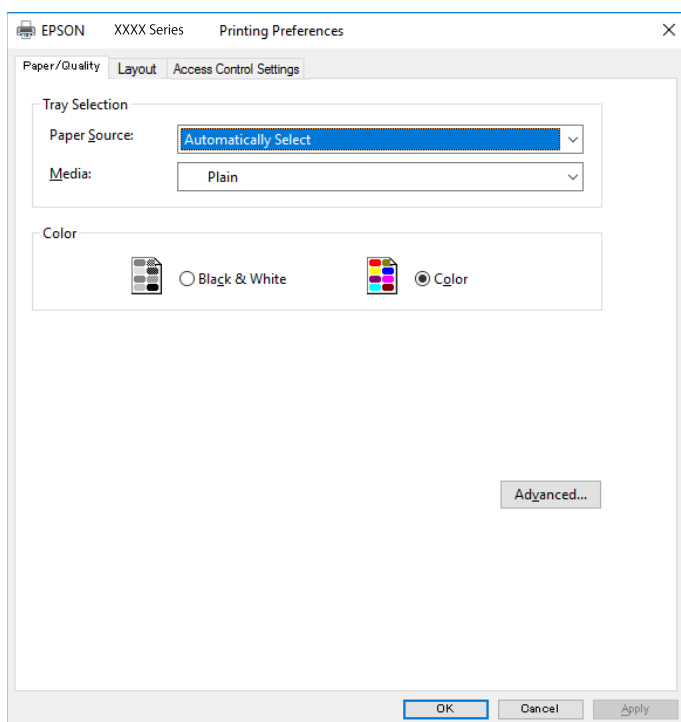 EPSON XXXX Series Printing Preferences
Paper/Quality Layout Access Control Settings
Tray Selection
Paper Source: Automatically Select
Media: Plain
Color
Black & White Color
Advanced...
OK Cancel Apply